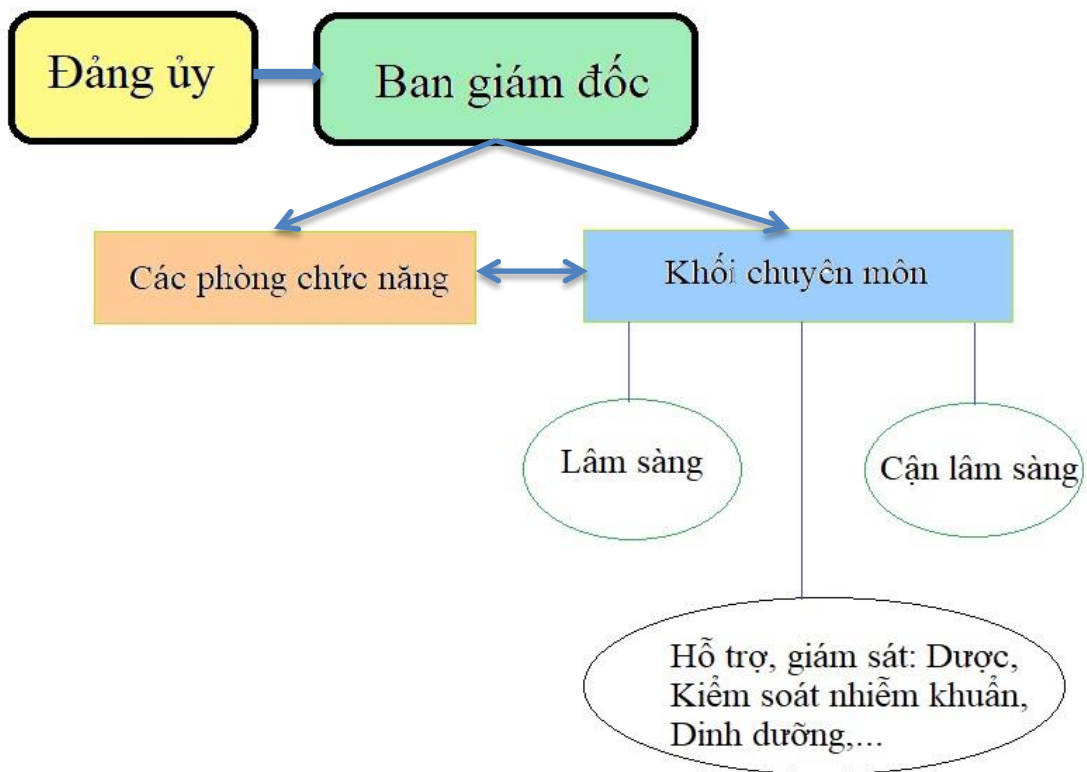 Đảng ủy
Ban giám đốc
Các phòng chức năng
Khối chuyên môn
Lâm sàng
Cận lâm sàng
Hỗ trợ, giám sát: Dược,
Kiểm soát nhiễm khuẩn,
Dinh dưỡng,...